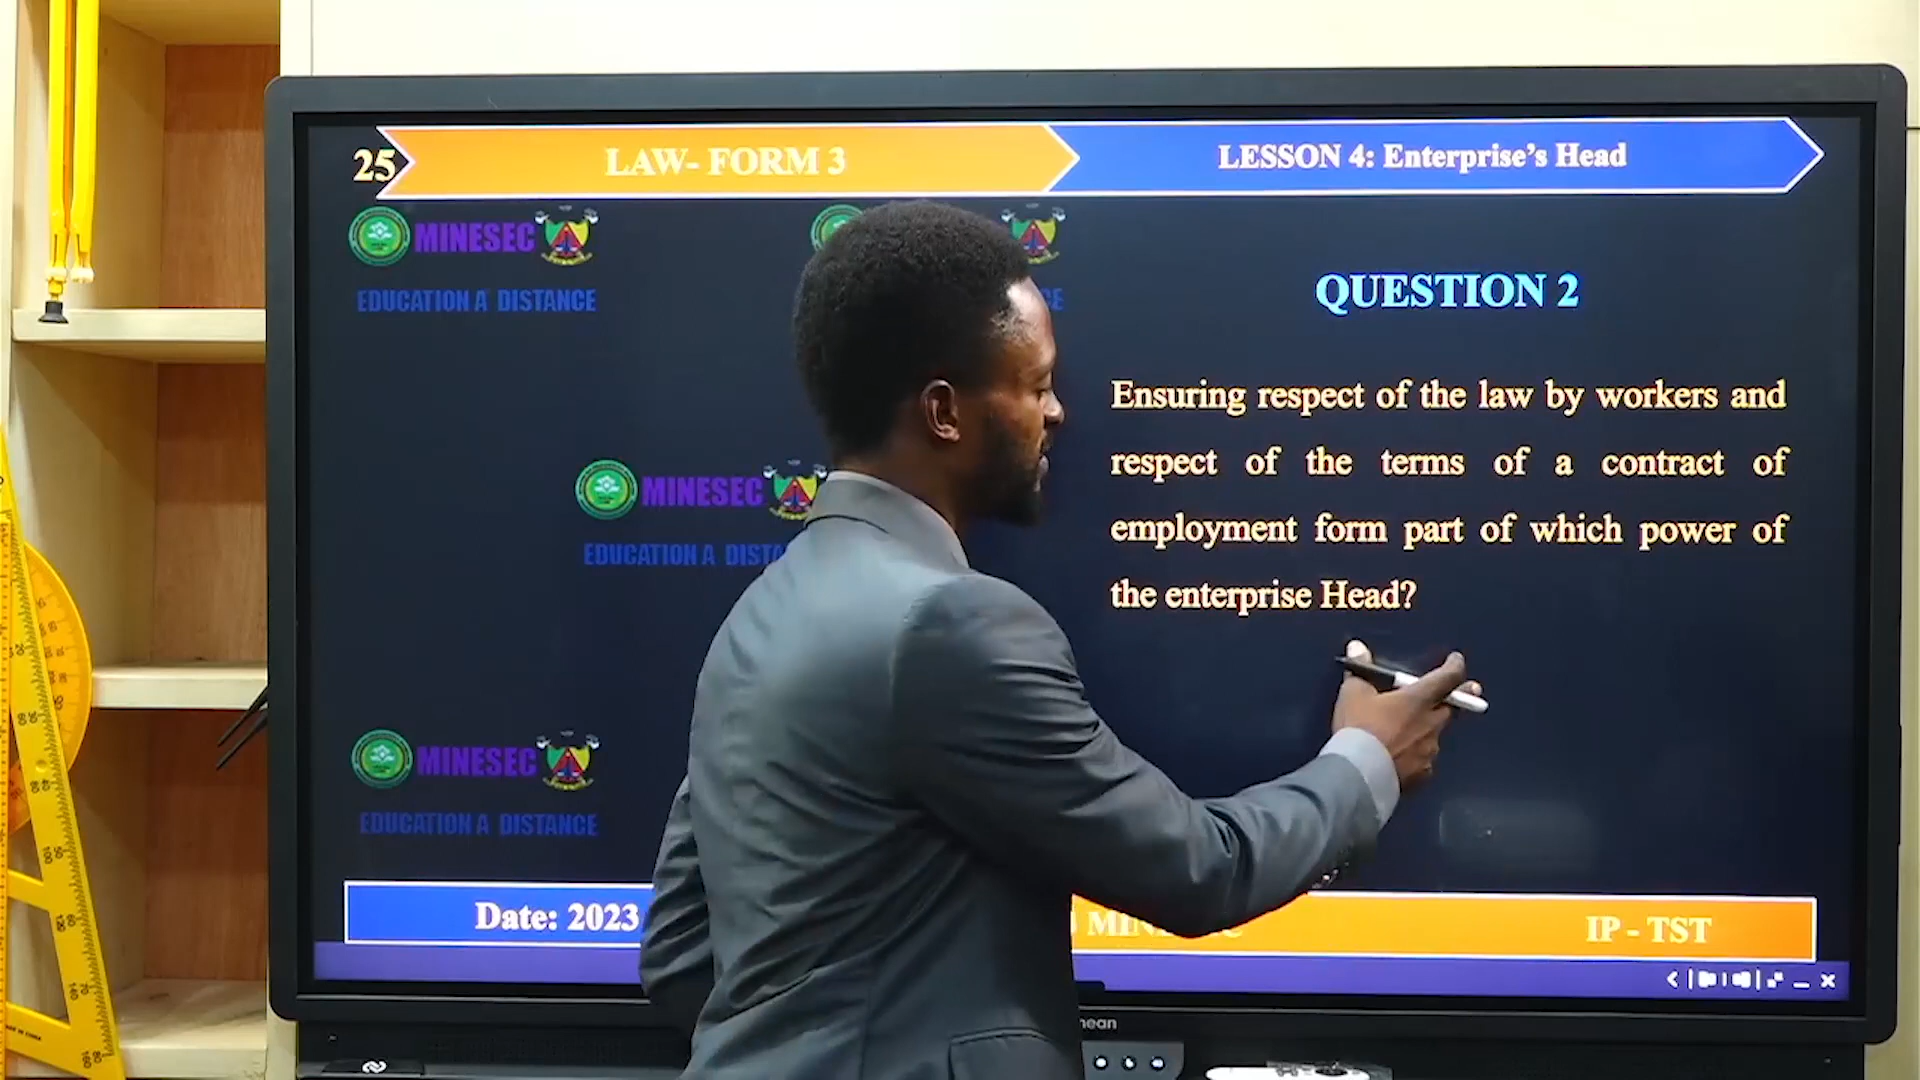 25
LAW- FORM 3
LESSON 4: Enterprise's Head
MINESEC
EDUCATION A DISTANCE
QUESTION 2
Ensuring respect of the law by workers and
respect of the terms of a contract of
employment form part of which power of
the enterprise Head?
MINESEC
EDUCATION A
MINESEC
EDUCATION A DISTANCE
Date: 2023
IP - TST